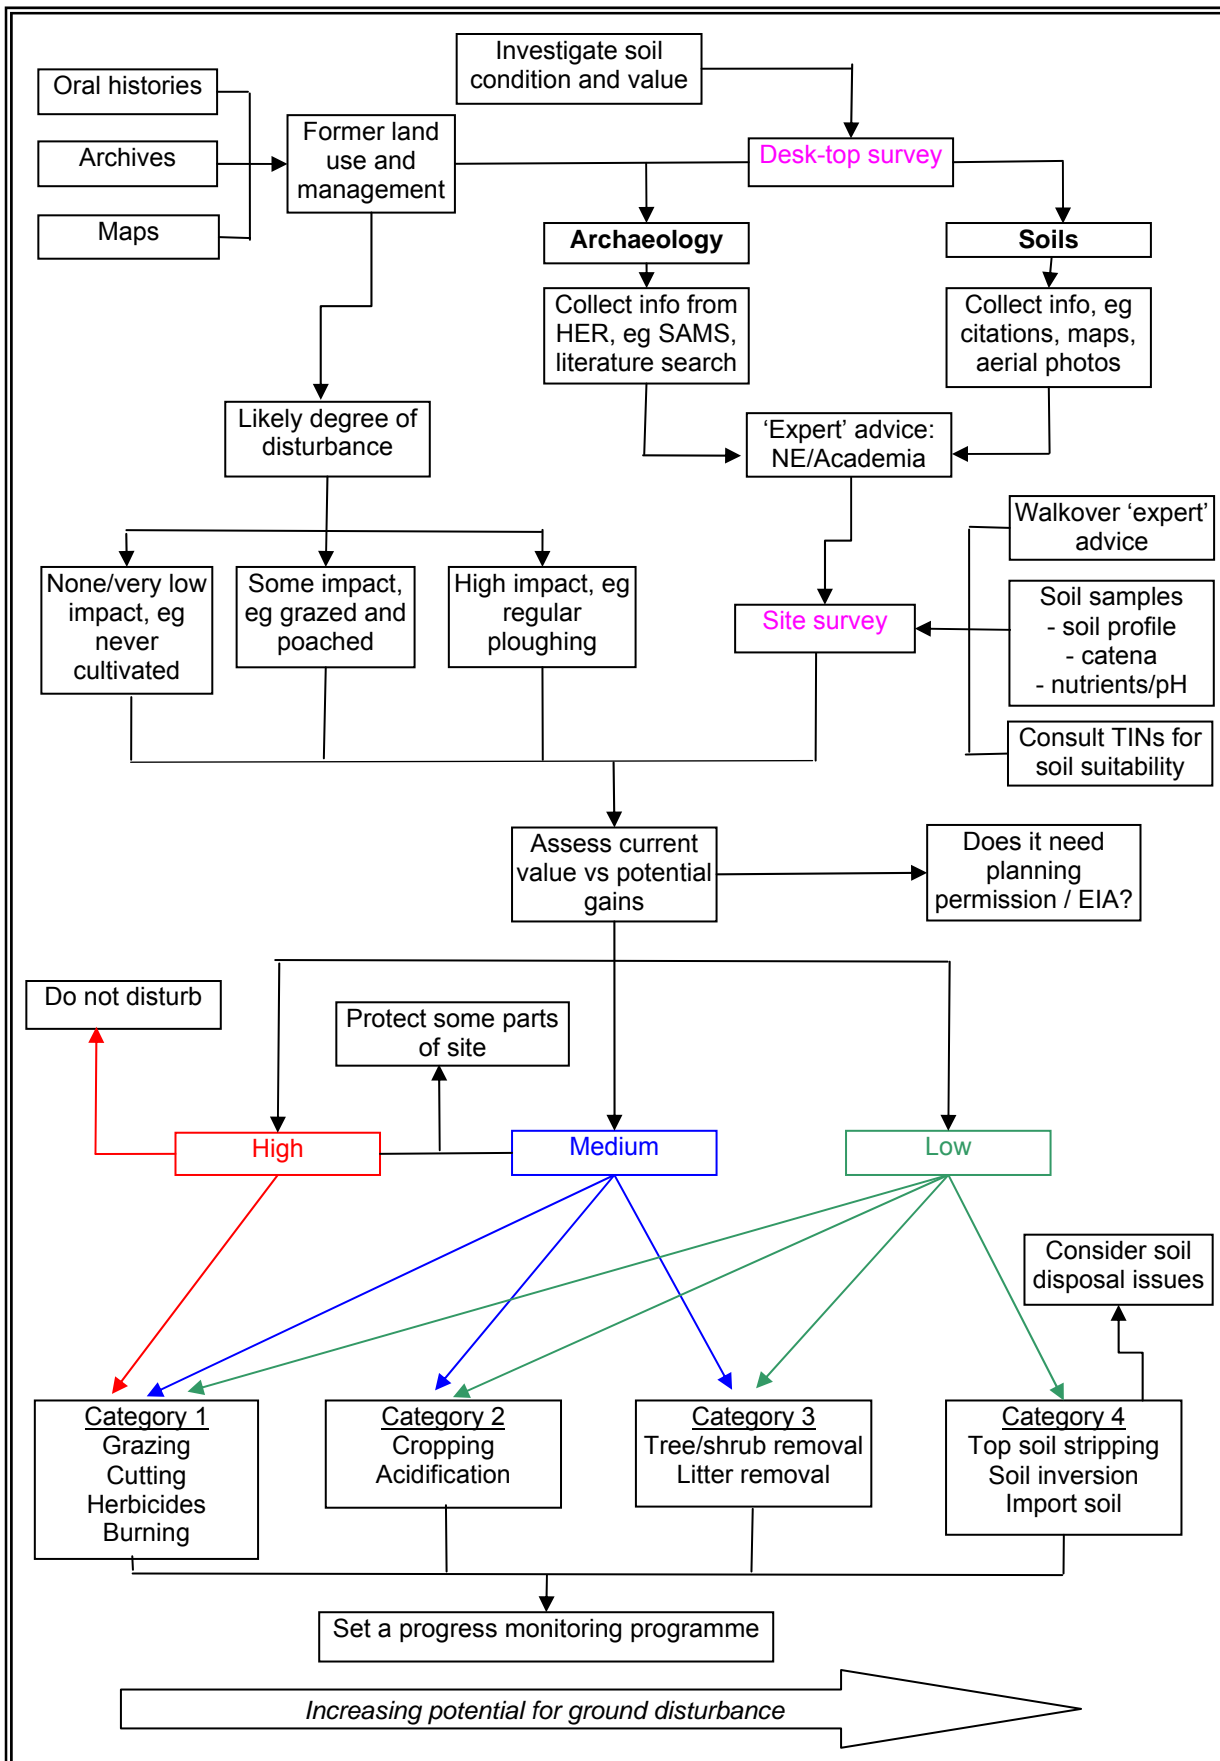 Investigate soil
condition and value
Oral histories
Archives
Maps
Former land
use and
management
Desk-top survey
Archaeology
Soils
Collect info from
HER, eg SAMS,
literature search
Collect info, eg
citations, maps,
aerial photos
Likely degree of
disturbance
‘Expert’ advice:
NE/Academia
None/very low
impact, eg
never
cultivated
Some impact,
eg grazed and
poached
High impact, eg
regular
ploughing
Site survey
Walkover ‘expert’
advice
Soil samples
- soil profile
- catena
- nutrients/pH
Consult TINs for
soil suitability
Assess current
value vs potential
gains
Does it need
planning
permission / EIA?
Do not disturb
Protect some parts
of site
High
Medium
Low
Consider soil
disposal issues
Category 1
Grazing
Cutting
Herbicides
Burning
Category 2
Cropping
Acidification
Category 3
Tree/shrub removal
Litter removal
Category 4
Top soil stripping
Soil inversion
Import soil
Set a progress monitoring programme
Increasing potential for ground disturbance